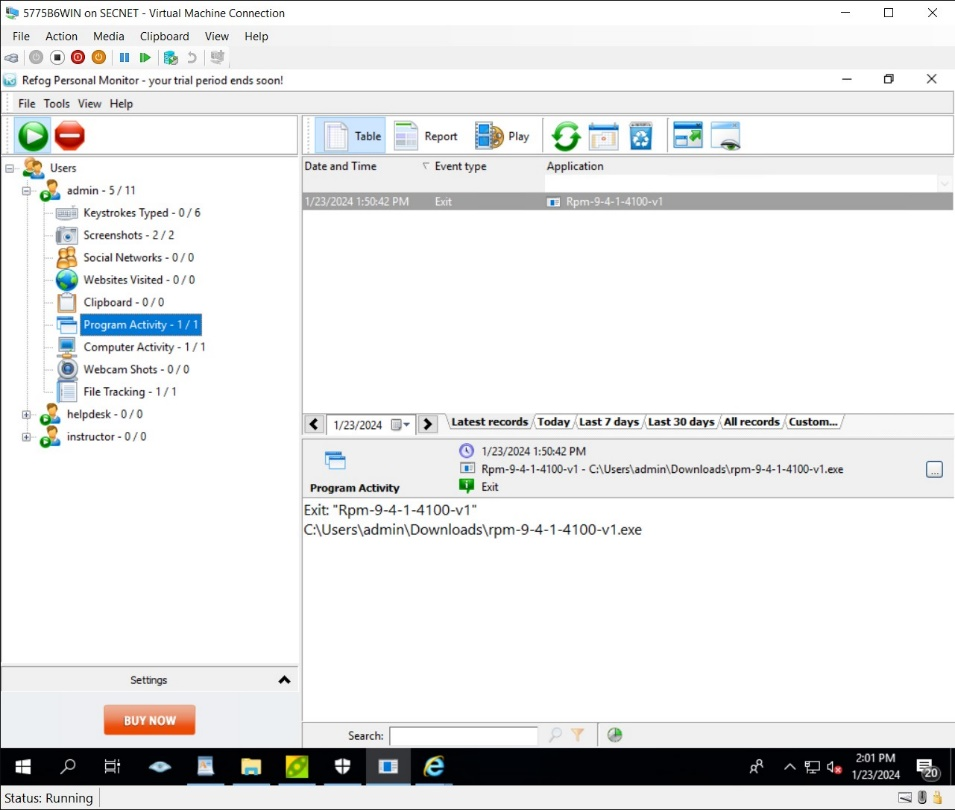 5775B6WIN on SECNET - Virtual Machine Connection
File Action Media Clipboard View Help
Refog Personal Monitor - your trial period ends soon!
File Tools View Help
Table Report Play
Users
admin - 5 / 11
Keystrokes Typed - 0 / 6
Screenshots - 2 / 2
Social Networks - 0 / 0
Websites Visited - 0 / 0
Clipboard - 0 / 0
Program Activity - 1 / 1
Computer Activity - 1 / 1
Webcam Shots - 0 / 0
File Tracking - 1 / 1
helpdesk - 0 / 0
instructor - 0 / 0
Date and Time Event type Application
1/23/2024 1:50:42 PM Exit Rpm-9-4-1-4100-v1
1/23/2024 Latest records Today Last 7 days Last 30 days All records Custom...
Program Activity
1/23/2024 1:50:42 PM
Rpm-9-4-1-4100-v1 - C:\Users\admin\Downloads\rpm-9-4-1-4100-v1.exe
Exit
...
Exit: "Rpm-9-4-1-4100-v1"
C:\Users\admin\Downloads\rpm-9-4-1-4100-v1.exe
Settings
BUY NOW
Search:
2:01 PM
1/23/2024
20
Status: Running